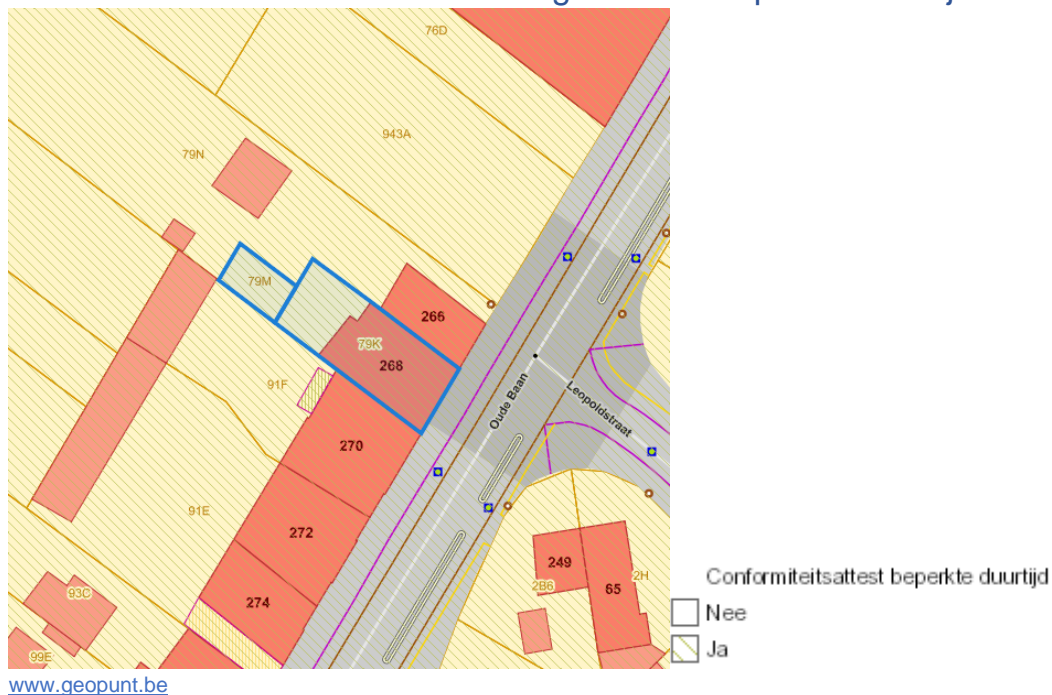 76D
943A
79N
79M
266
79K
268
91F
Oude Baan
Leopoldstraat
270
91E
272
249
2B6
65
2H
93C
274
99E
Conformiteitsattest beperkte duurtijd
Nee
Ja
www.geopunt.be